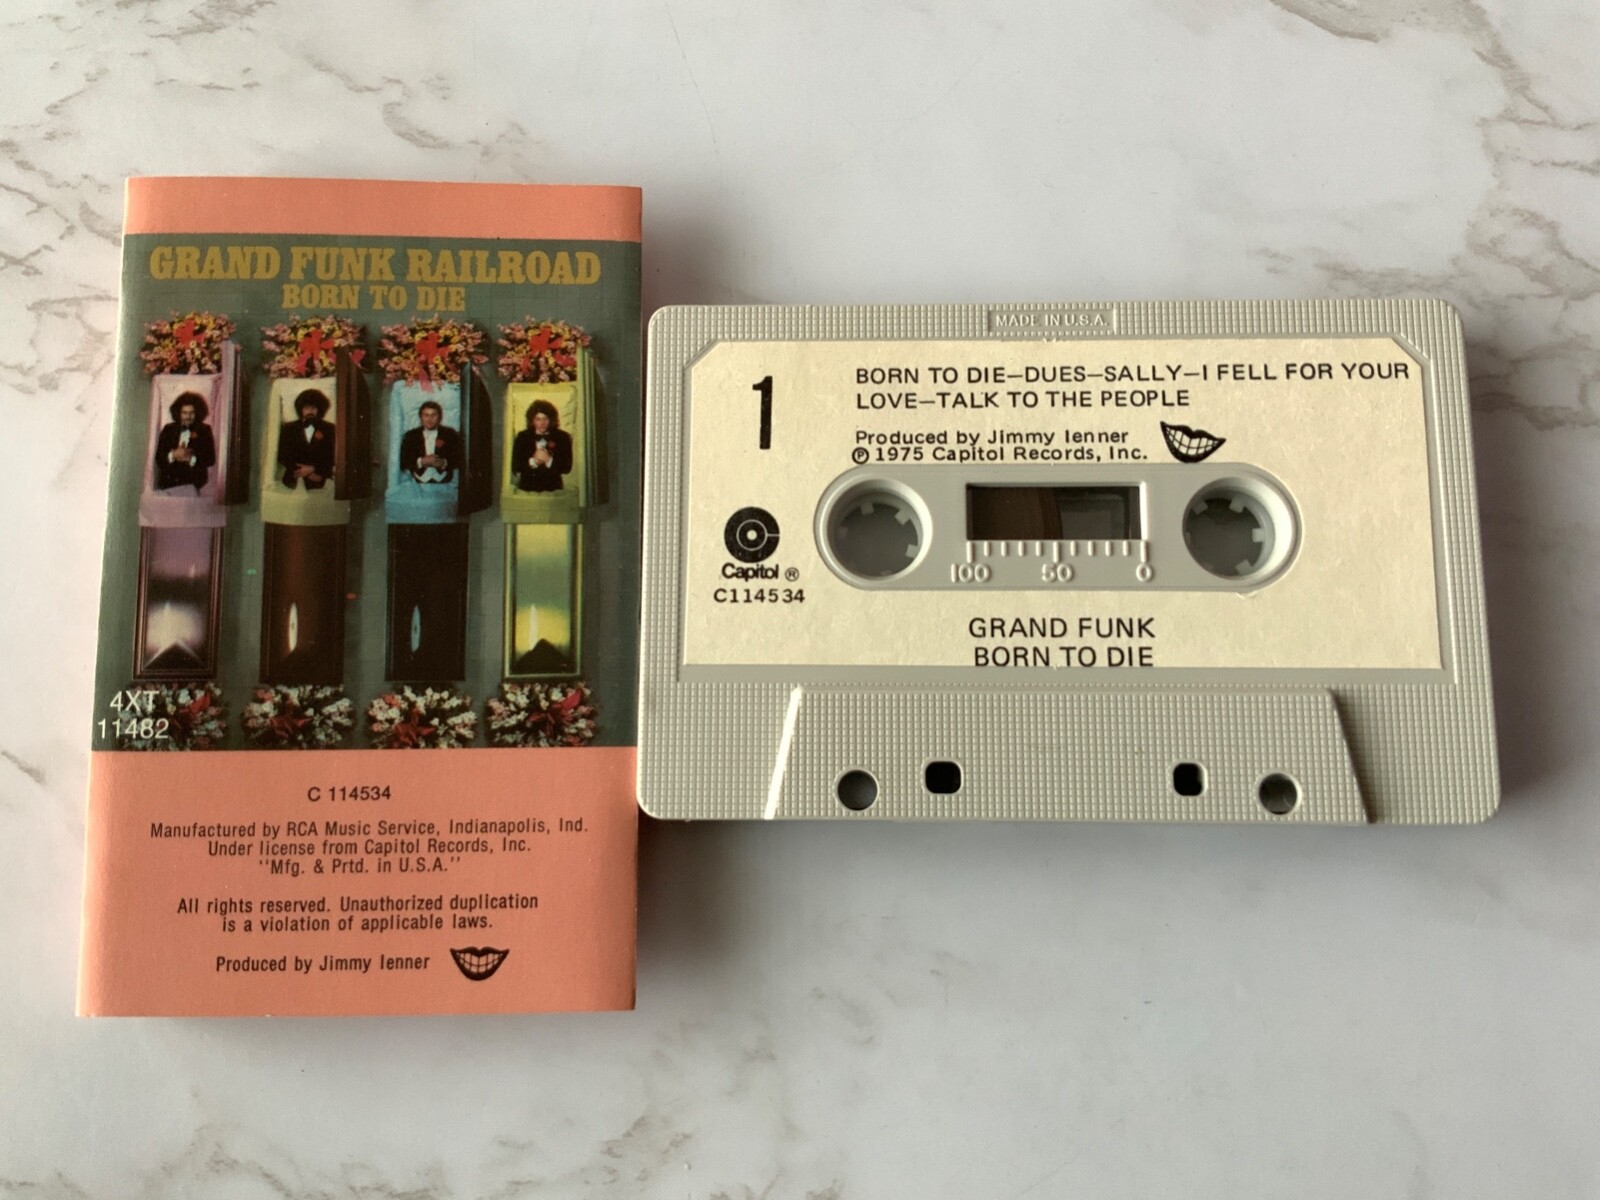 GRAND FUNK RAILROAD
BORN TO DIE
4XT
11482
C 114534
Manufactured by RCA Music Service, Indianapolis, Ind.
Under license from Capitol Records, Inc.
"Mfg. & Prtd. in U.S.A."
All rights reserved. Unauthorized duplication
is a violation of applicable laws.
Produced by Jimmy Ienner
MADE IN U.S.A.
1
BORN TO DIE—DUES—SALLY—I FELL FOR YOUR
LOVE—TALK TO THE PEOPLE
Produced by Jimmy Ienner
℗ 1975 Capitol Records, Inc.
Capitol ®
C114534
100 50 0
GRAND FUNK
BORN TO DIE